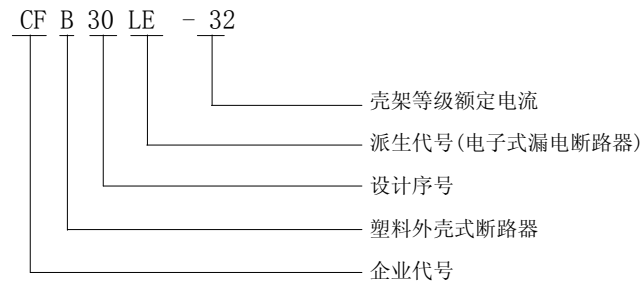 CF B 30 LE - 32
壳架等级额定电流
派生代号(电子式漏电断路器)
设计序号
塑料外壳式断路器
企业代号